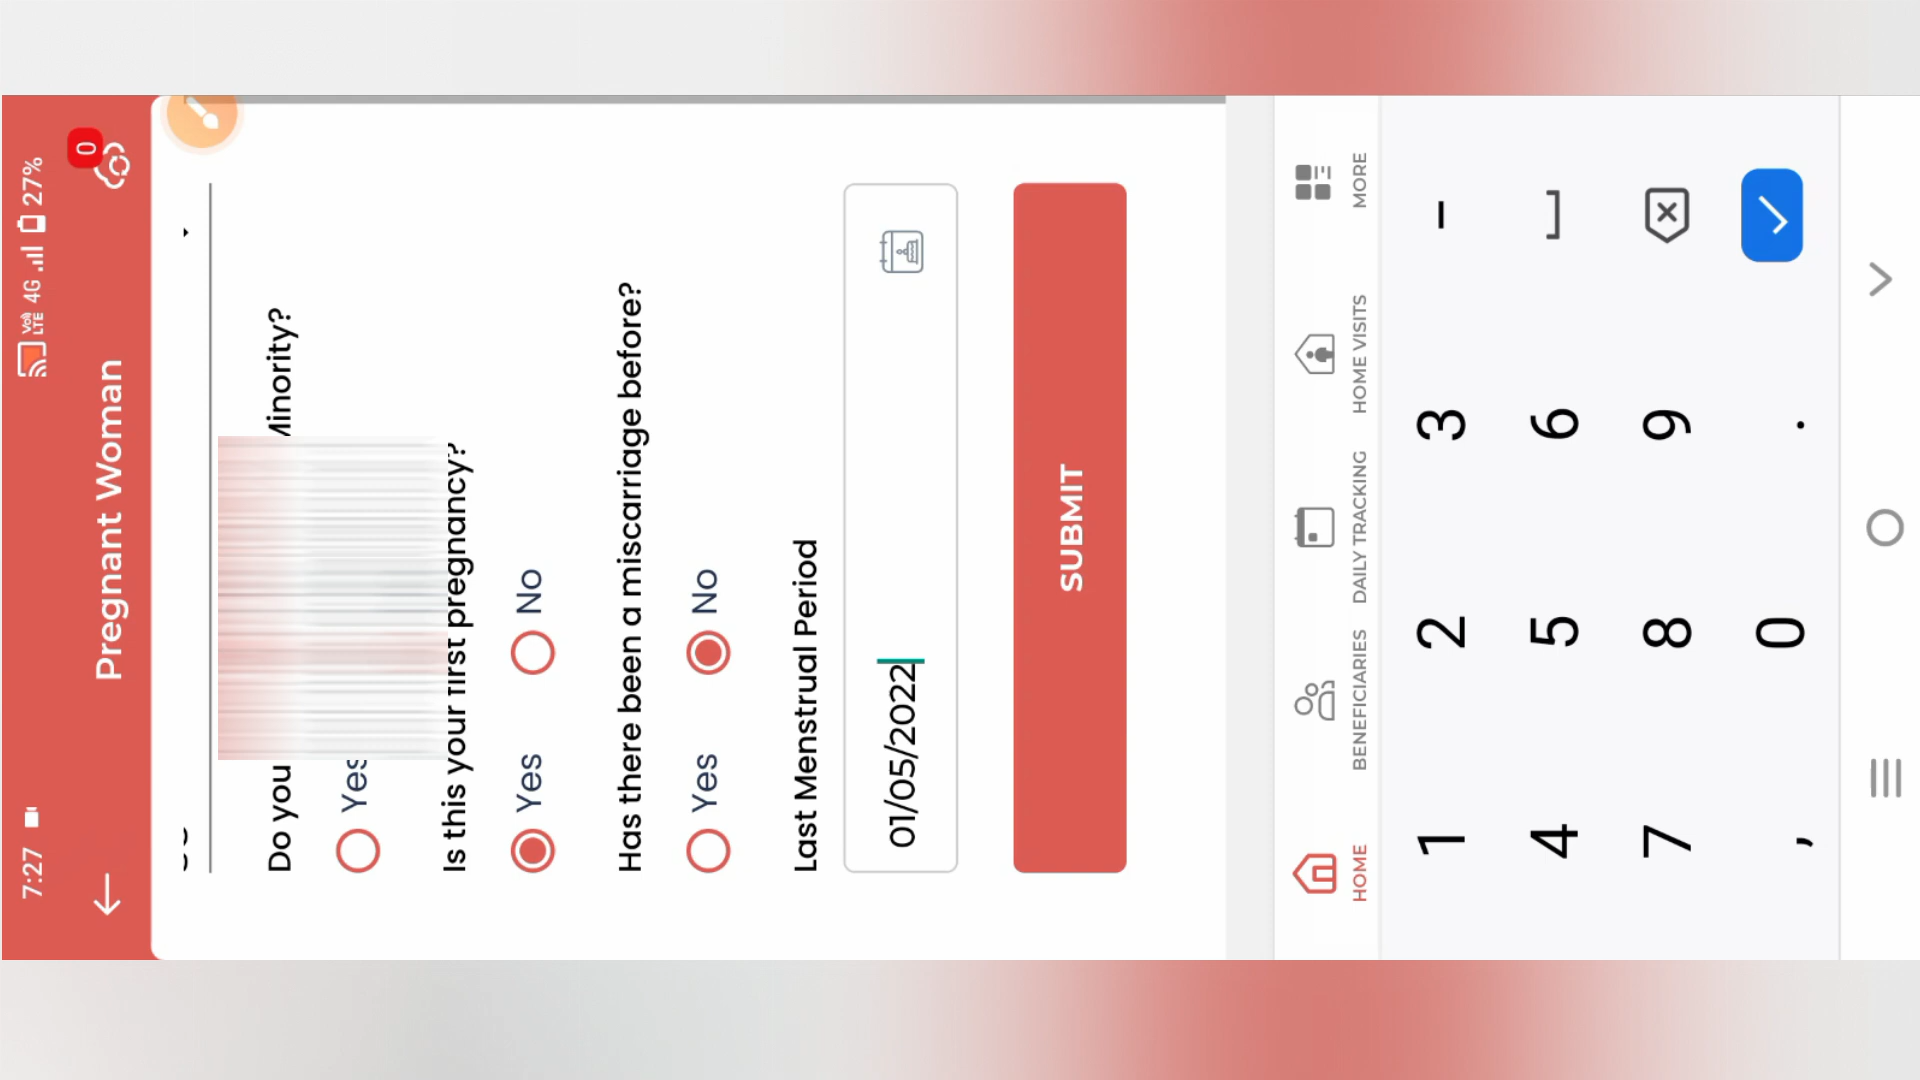 7:27
LTE 4G 27%
0
Pregnant Woman
Do you Minority?
Yes
Is this your first pregnancy?
Yes No
Has there been a miscarriage before?
Yes No
Last Menstrual Period
01/05/2022
SUBMIT
HOME BENEFICIARIES DAILY TRACKING HOME VISITS MORE
1 2 3 –
4 5 6
7 8 9
, 0 .